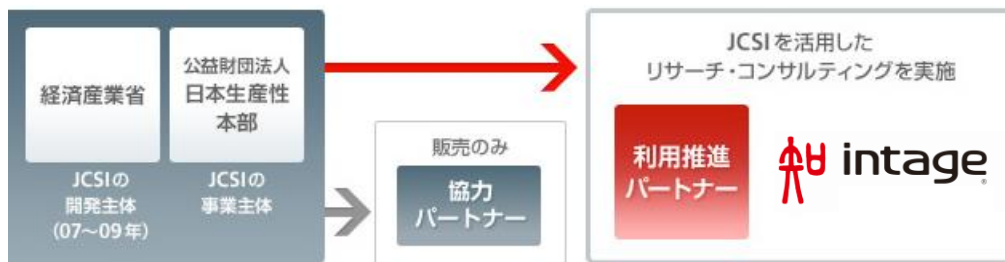 経済産業省
JCSIの
開発主体
(07〜09年)
公益財団法人
日本生産性
本部
JCSIの
事業主体
販売のみ
協力
パートナー
JCSIを活用した
リサーチ・コンサルティングを実施
利用推進
パートナー
intage®